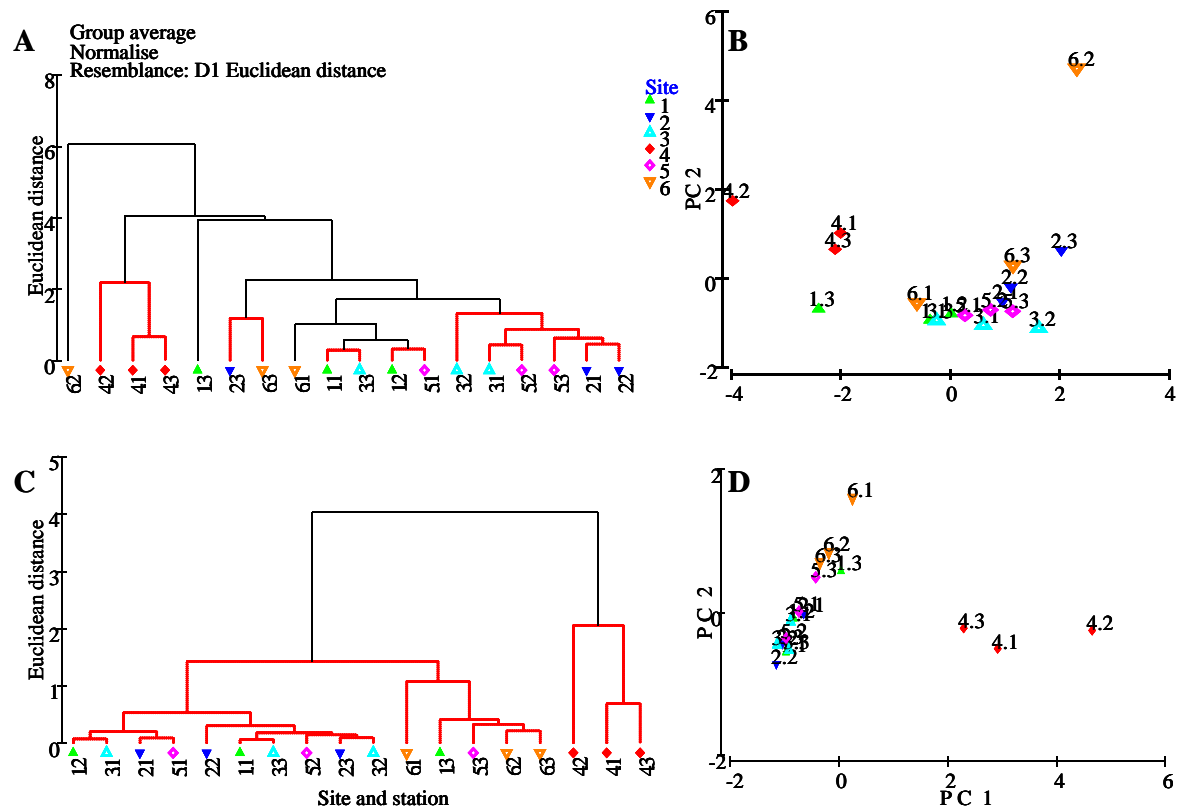 A
Group average
Normalise
Resemblance: D1 Euclidean distance
Euclidean distance
8
6
4
2
0
62 42 41 43 13 23 63 61 11 33 12 51 32 31 52 53 21 22
Site
1
2
3
4
5
6
B
PC 2
6
4
2
0
-2
-4 -2 0 2 4
6.2
4.2
4.1
4.3
6.3
2.3
2.2
6.1
1.3
3.1
3.2
C
Euclidean distance
5
4
3
2
1
0
12 31 21 51 22 11 33 52 23 32 61 13 53 62 63 42 41 43
Site and station
D
PC 2
2
0
-2
-2 0 2 4 6
PC 1
6.1
6.2
6.3
1.3
5.3
2.2
4.3
4.2
4.1